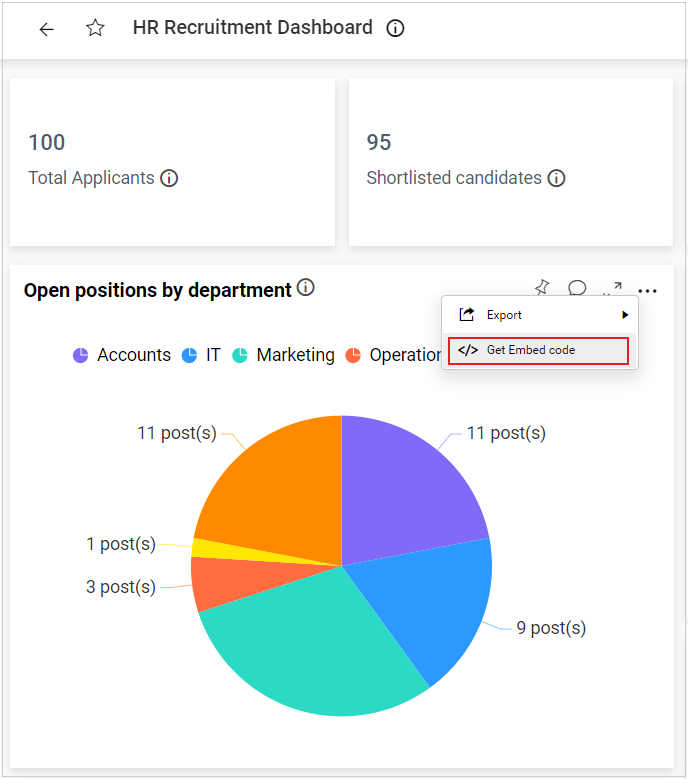 HR Recruitment Dashboard
100
95
Total Applicants
Shortlisted candidates
Open positions by department
Export
</> Get Embed code
Accounts IT Marketing Operation
11 post(s)
11 post(s)
1 post(s)
3 post(s)
9 post(s)